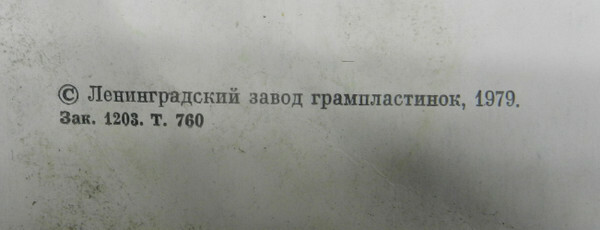 © Ленинградский завод грампластинок, 1979.
Зак. 1203. Т. 760